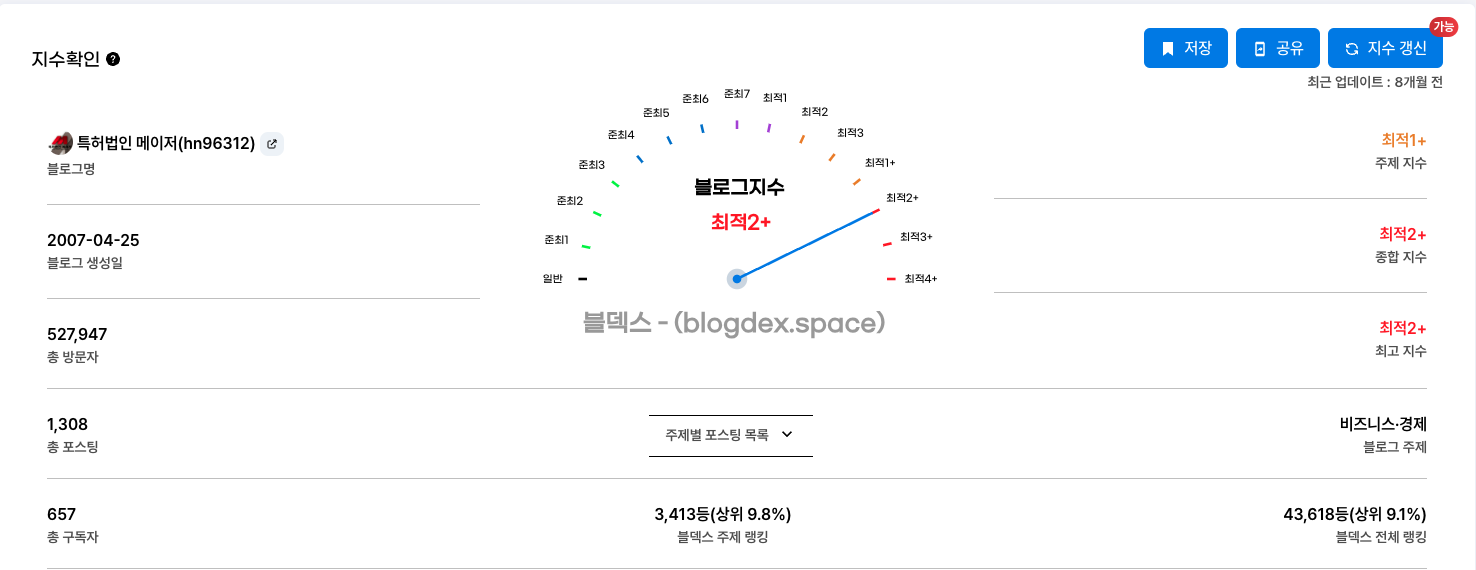 지수확인
저장
공유
지수 갱신
가능
최근 업데이트 : 8개월 전
특허법인 메이저(hn96312)
블로그명
2007-04-25
블로그 생성일
527,947
총 방문자
일반
준최1
준최2
준최3
준최4
준최5
준최6
준최7
최적1
최적2
최적3
최적1+
최적2+
최적3+
최적4+
블로그지수
최적2+
블덱스 - (blogdex.space)
최적1+
주제 지수
최적2+
종합 지수
최적2+
최고 지수
1,308
총 포스팅
주제별 포스팅 목록
비즈니스·경제
블로그 주제
657
총 구독자
3,413등(상위 9.8%)
블덱스 주제 랭킹
43,618등(상위 9.1%)
블덱스 전체 랭킹